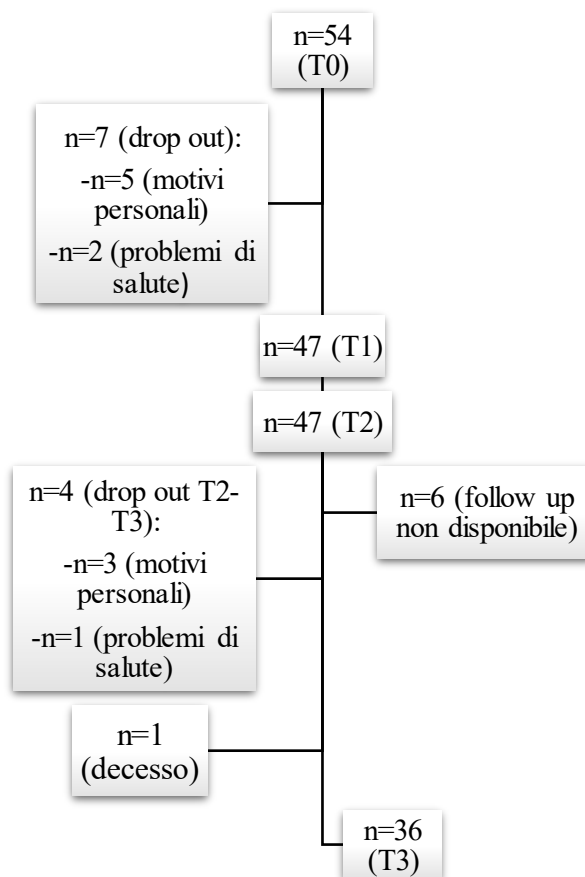 n=54
(T0)
n=7 (drop out):
-n=5 (motivi
personali)
-n=2 (problemi di
salute)
n=47 (T1)
n=47 (T2)
n=4 (drop out T2-
T3):
-n=3 (motivi
personali)
-n=1 (problemi di
salute)
n=6 (follow up
non disponibile)
n=1
(decesso)
n=36
(T3)